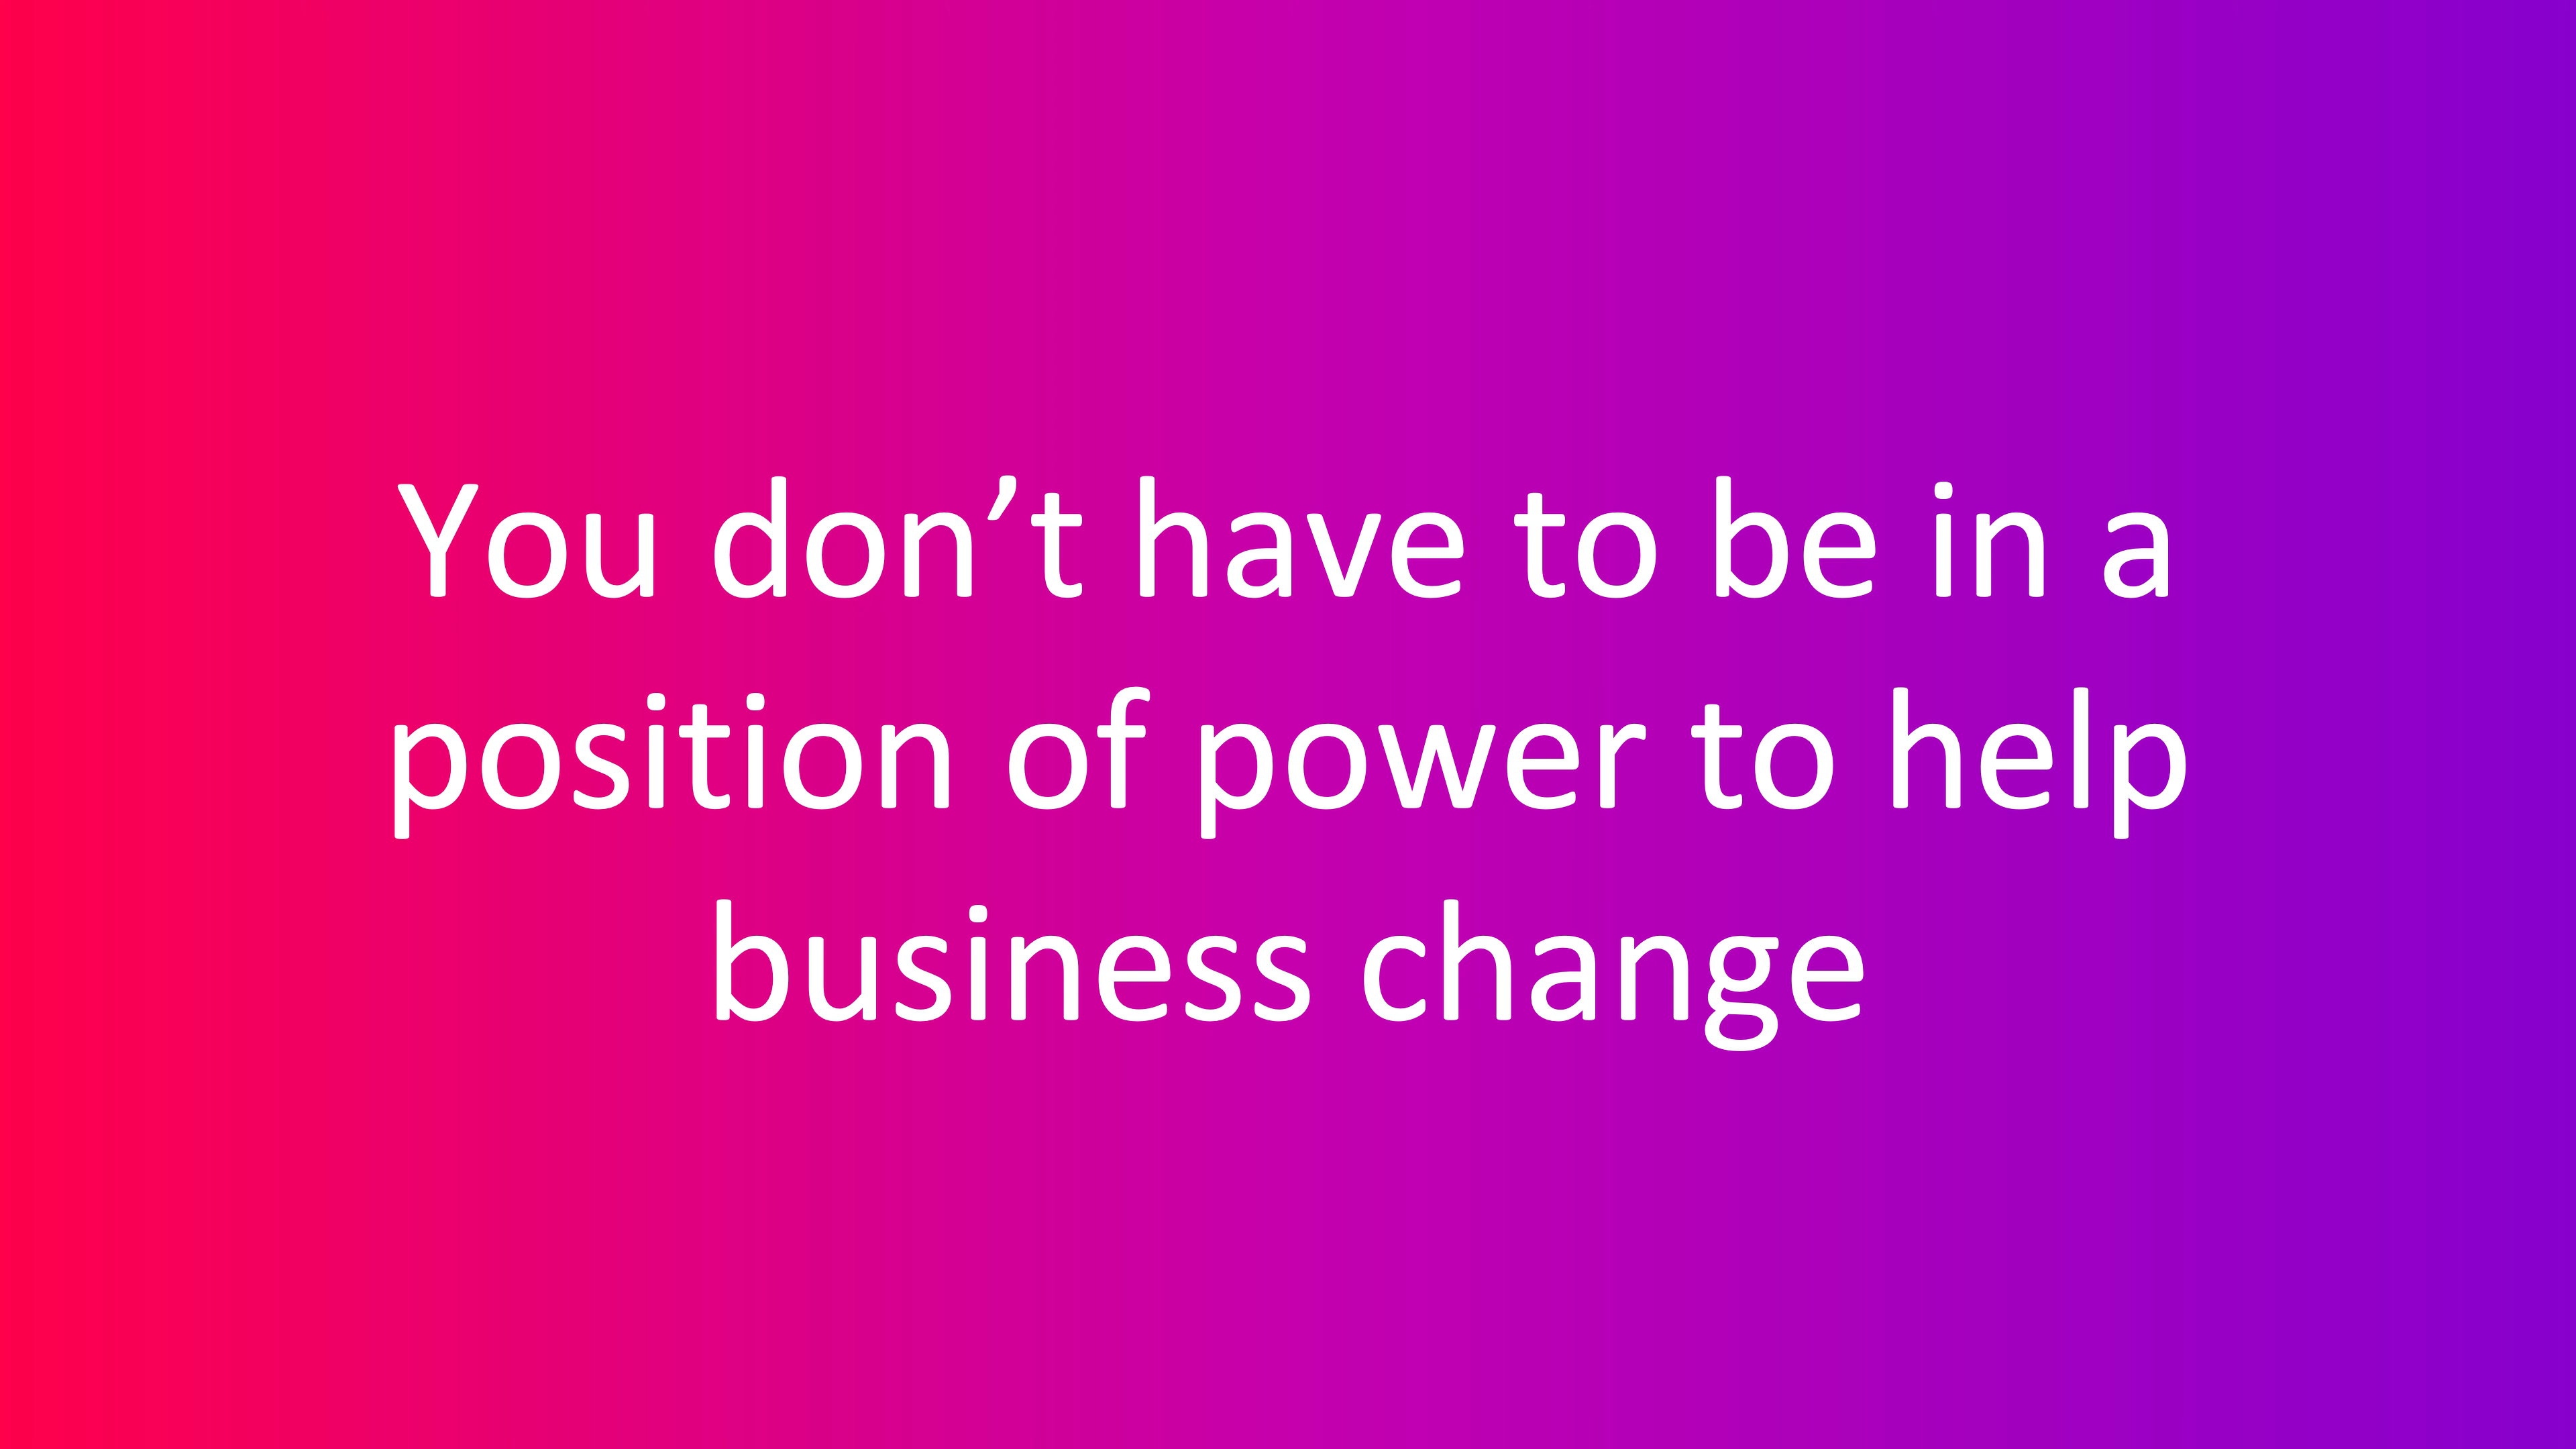 You don’t have to be in a
position of power to help
business change